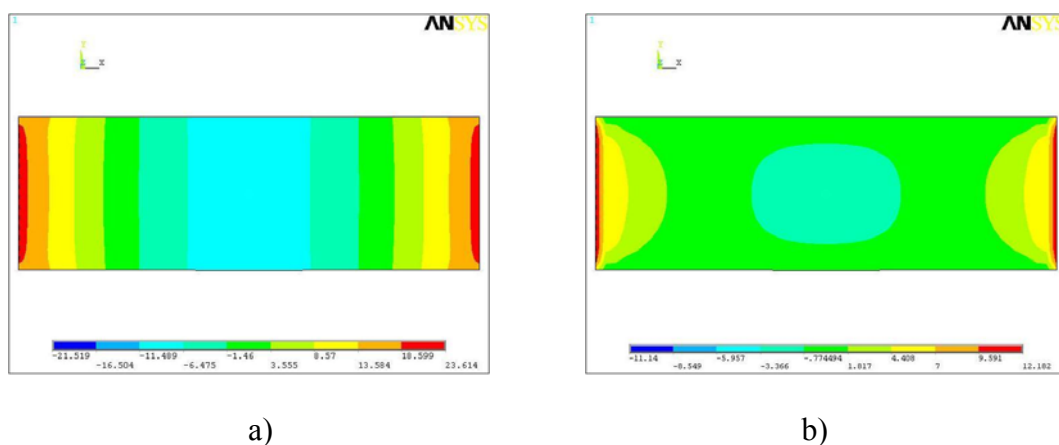 1
ANSYS
Y
Z X
-21.519 -11.489 -1.46 8.57 18.599
-16.504 -6.475 3.555 13.584 23.614
a)
1
ANSYS
Y
Z X
-11.14 -5.957 -.774494 4.408 9.591
-8.549 -3.366 1.817 7 12.182
b)